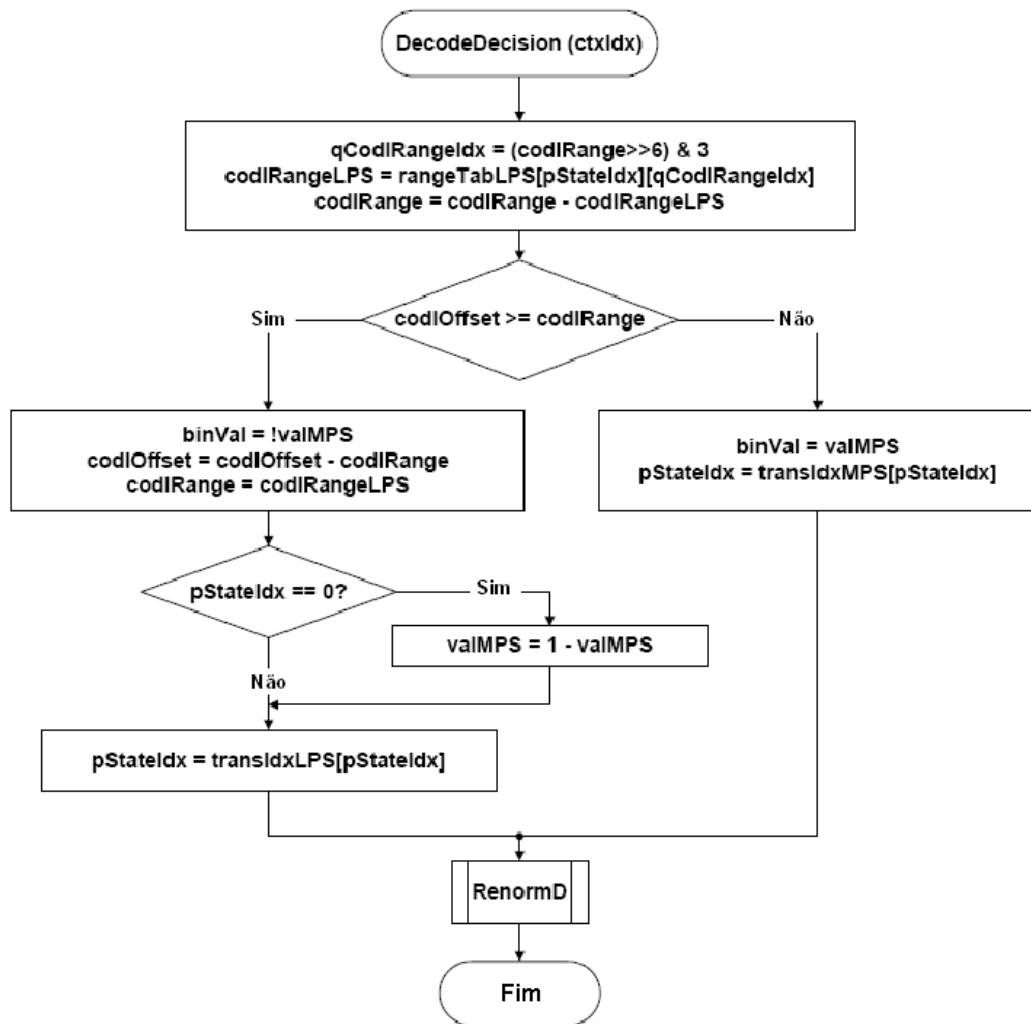 DecodeDecision (ctxIdx)
qCodIRangeIdx = (codIRange>>6) & 3
codIRangeLPS = rangeTabLPS[pStateIdx][qCodIRangeIdx]
codIRange = codIRange - codIRangeLPS
codIOffset >= codIRange
Sim
Não
binVal = !valMPS
codIOffset = codIOffset - codIRange
codIRange = codIRangeLPS
binVal = valMPS
pStateIdx = transIdxMPS[pStateIdx]
pStateIdx == 0?
Sim
valMPS = 1 - valMPS
Não
pStateIdx = transIdxLPS[pStateIdx]
RenormD
Fim